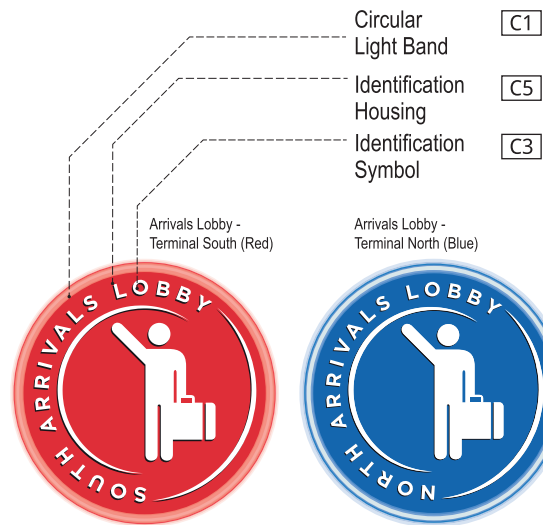 Circular
Light Band
C1
Identification
Housing
C5
Identification
Symbol
C3
Arrivals Lobby -
Terminal South (Red)
Arrivals Lobby -
Terminal North (Blue)
SOUTH ARRIVALS LOBBY
NORTH ARRIVALS LOBBY